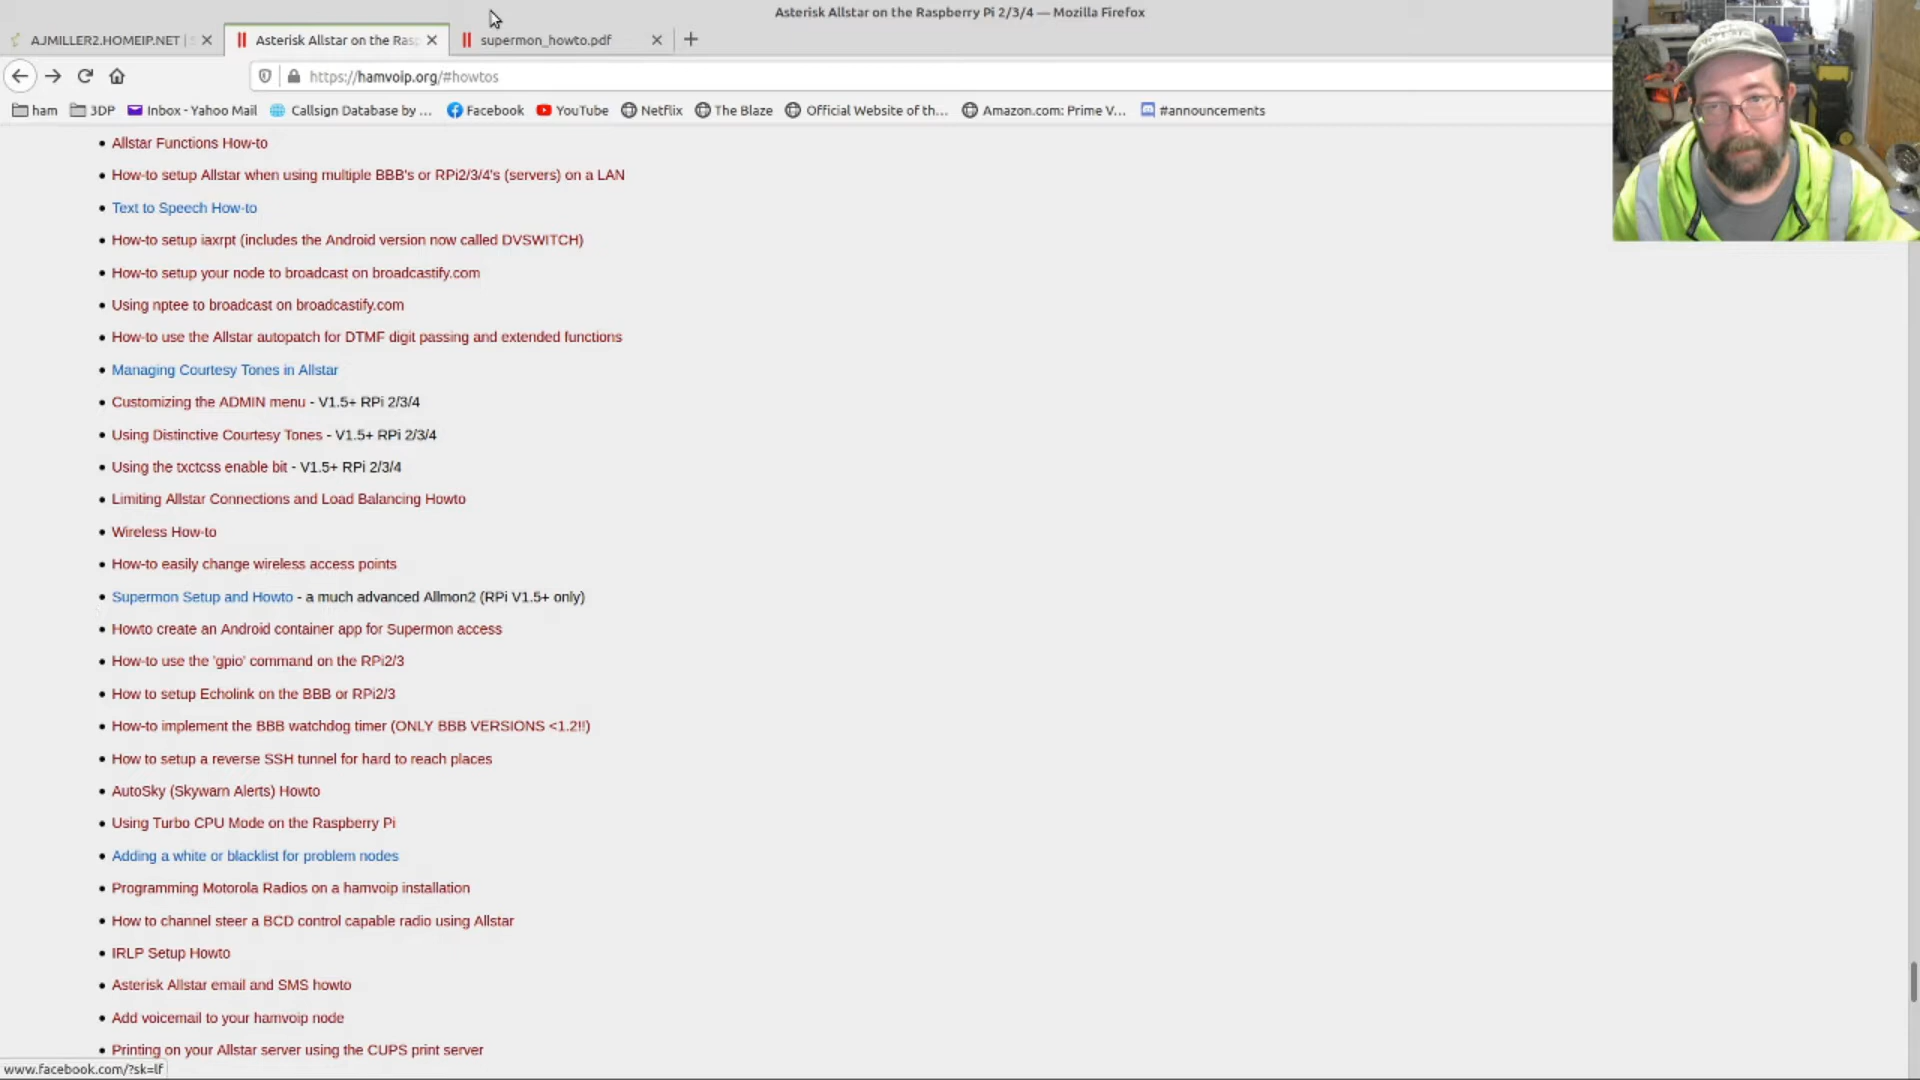 Asterisk Allstar on the Raspberry Pi 2/3/4 — Mozilla Firefox
AJMILLER2.HOMEIP.NET |
Asterisk Allstar on the Ras
supermon_howto.pdf
https://hamvoip.org/#howtos
ham
3DP
Inbox - Yahoo Mail
Callsign Database by ...
Facebook
YouTube
Netflix
The Blaze
Official Website of th...
Amazon.com: Prime V...
#announcements
• Allstar Functions How-to
• How-to setup Allstar when using multiple BBB's or RPi2/3/4's (servers) on a LAN
• Text to Speech How-to
• How-to setup iaxrpt (includes the Android version now called DVSWITCH)
• How-to setup your node to broadcast on broadcastify.com
• Using nptee to broadcast on broadcastify.com
• How-to use the Allstar autopatch for DTMF digit passing and extended functions
• Managing Courtesy Tones in Allstar
• Customizing the ADMIN menu - V1.5+ RPi 2/3/4
• Using Distinctive Courtesy Tones - V1.5+ RPi 2/3/4
• Using the txctcss enable bit - V1.5+ RPi 2/3/4
• Limiting Allstar Connections and Load Balancing Howto
• Wireless How-to
• How-to easily change wireless access points
• Supermon Setup and Howto - a much advanced Allmon2 (RPi V1.5+ only)
• Howto create an Android container app for Supermon access
• How-to use the 'gpio' command on the RPi2/3
• How to setup Echolink on the BBB or RPi2/3
• How-to implement the BBB watchdog timer (ONLY BBB VERSIONS <1.2!!)
• How to setup a reverse SSH tunnel for hard to reach places
• AutoSky (Skywarn Alerts) Howto
• Using Turbo CPU Mode on the Raspberry Pi
• Adding a white or blacklist for problem nodes
• Programming Motorola Radios on a hamvoip installation
• How to channel steer a BCD control capable radio using Allstar
• IRLP Setup Howto
• Asterisk Allstar email and SMS howto
• Add voicemail to your hamvoip node
• Printing on your Allstar server using the CUPS print server
www.facebook.com/?sk=lf